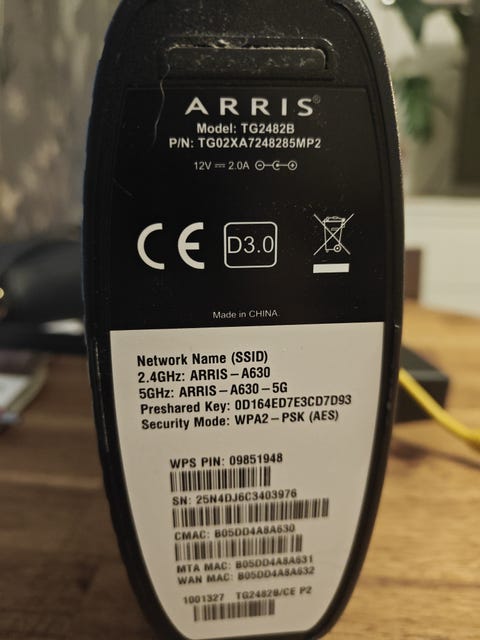 ARRIS®
Model: TG2482B
P/N: TG02XA7248285MP2
12V 2.0A
CE
D3.0
Made in CHINA
Network Name (SSID)
2.4GHz: ARRIS-A630
5GHz: ARRIS-A630-5G
Preshared Key: 0D164ED7E3CD7D93
Security Mode: WPA2-PSK (AES)
WPS PIN: 09851948
SN: 25N4DJ6C3403976
CMAC: B05DD4A8A630
MTA MAC: B05DD4A8A631
WAN MAC: B05DD4A8A632
1001327 TG2482B/CE P2